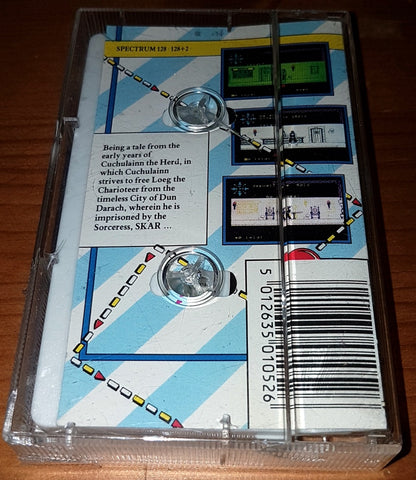 SPECTRUM 128 128+2
Being a tale from the
early years of
Cuchulainn the Herd, in
which Cuchulainn
strives to free Loeg the
Charioteer from the
timeless City of Dun
Darach, wherein he is
imprisoned by the
Sorceress, SKAR ...
5 012635 010526